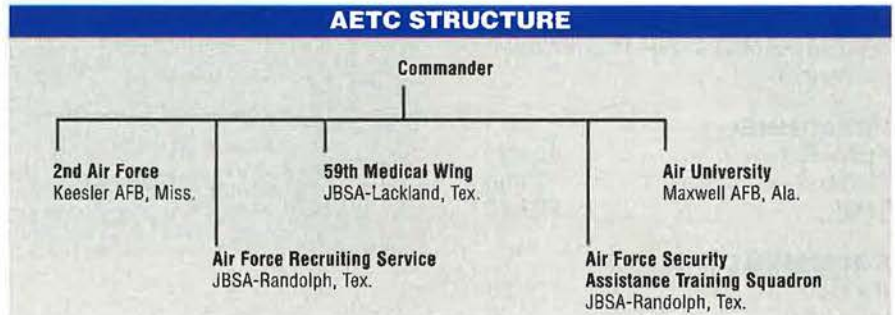 AETC STRUCTURE
Commander
2nd Air Force
Keesler AFB, Miss.
59th Medical Wing
JBSA-Lackland, Tex.
Air University
Maxwell AFB, Ala.
Air Force Recruiting Service
JBSA-Randolph, Tex.
Air Force Security
Assistance Training Squadron
JBSA-Randolph, Tex.